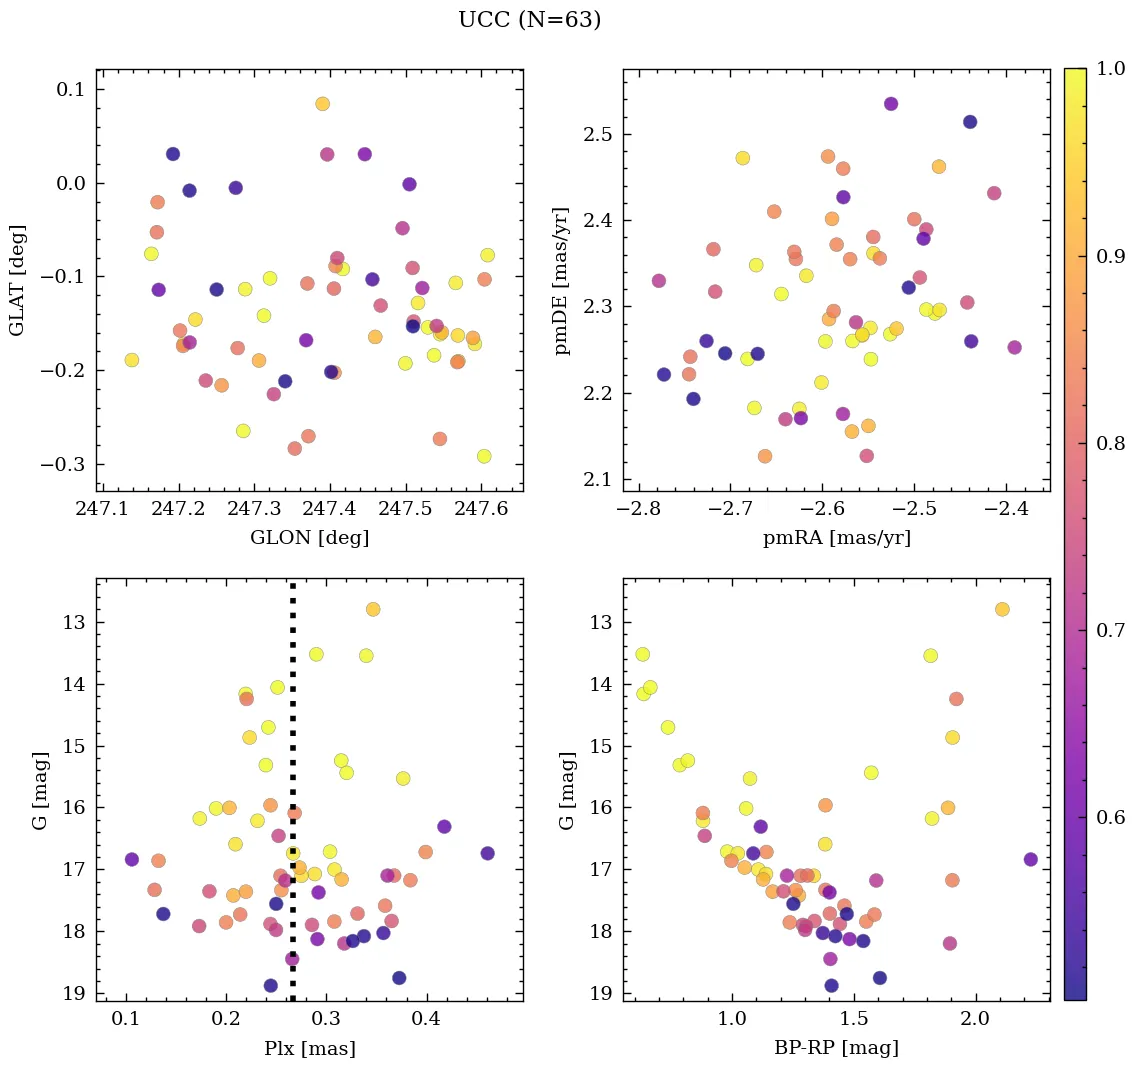 UCC (N=63)
0.1
0.0
−0.1
−0.2
−0.3
GLAT [deg]
247.1 247.2 247.3 247.4 247.5 247.6
GLON [deg]
2.5
2.4
2.3
2.2
2.1
pmDE [mas/yr]
−2.8 −2.7 −2.6 −2.5 −2.4
pmRA [mas/yr]
13
14
15
16
17
18
19
G [mag]
0.1 0.2 0.3 0.4
Plx [mas]
13
14
15
16
17
18
19
G [mag]
1.0 1.5 2.0
BP-RP [mag]
1.0
0.9
0.8
0.7
0.6